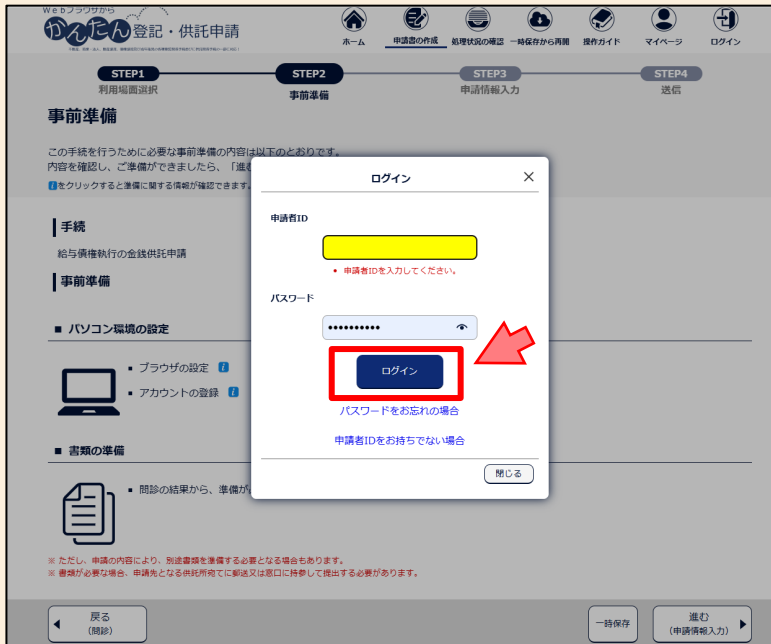 Webブラウザから
かんたん登記・供託申請
ホーム
申請書の作成
処理状況の確認
一時保存から再開
操作ガイド
マイページ
ログイン
STEP1
利用場面選択
STEP2
事前準備
STEP3
申請情報入力
STEP4
送信
事前準備
この手続を行うために必要な事前準備の内容は以下のとおりです。
内容を確認し、ご準備ができましたら、「進む
iをクリックすると準備に関する情報が確認できます。
手続
給与債権執行の金銭供託申請
事前準備
■ パソコン環境の設定
• ブラウザの設定 i
• アカウントの登録 i
■ 書類の準備
• 問診の結果から、準備が
※ ただし、申請の内容により、別途書類を準備する必要となる場合もあります。
※ 書類が必要な場合、申請先となる供託所宛てに郵送又は窓口に持参して提出する必要があります。
ログイン
×
申請者ID
• 申請者IDを入力してください。
パスワード
••••••••••
ログイン
パスワードをお忘れの場合
申請者IDをお持ちでない場合
閉じる
戻る
(問診)
一時保存
進む
(申請情報入力)